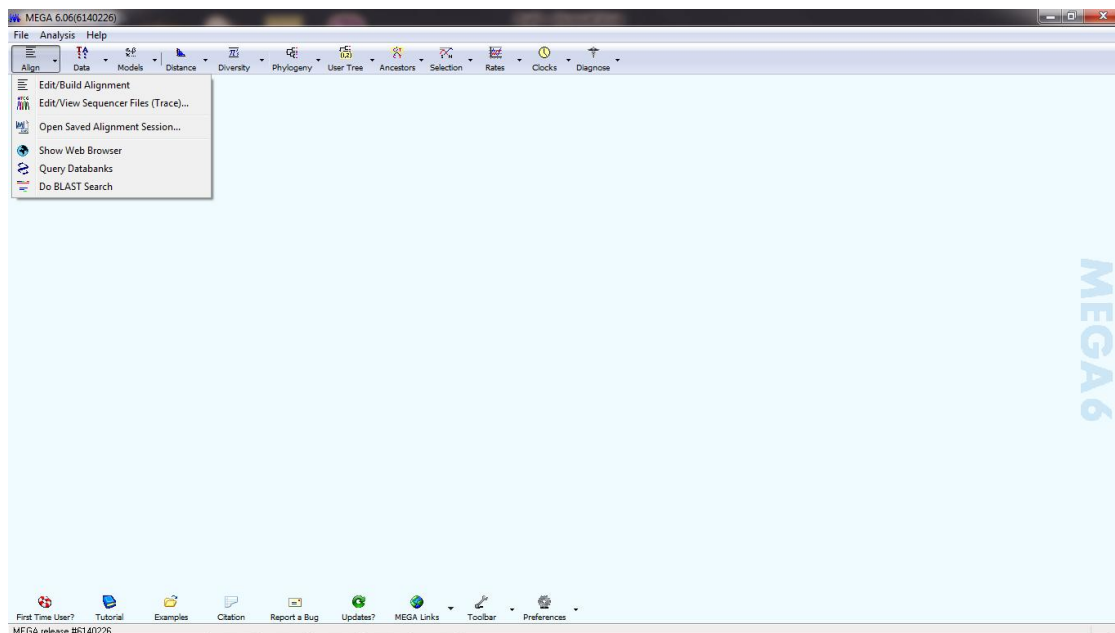 MEGA 6.06(6140226)
File Analysis Help
Align Data Models Distance Diversity Phylogeny User Tree Ancestors Selection Rates Clocks Diagnose
Edit/Build Alignment
Edit/View Sequencer Files (Trace)...
Open Saved Alignment Session...
Show Web Browser
Query Databanks
Do BLAST Search
MEGA 6
First Time User? Tutorial Examples Citation Report a Bug Updates? MEGA Links Toolbar Preferences
MEGA release #6140226